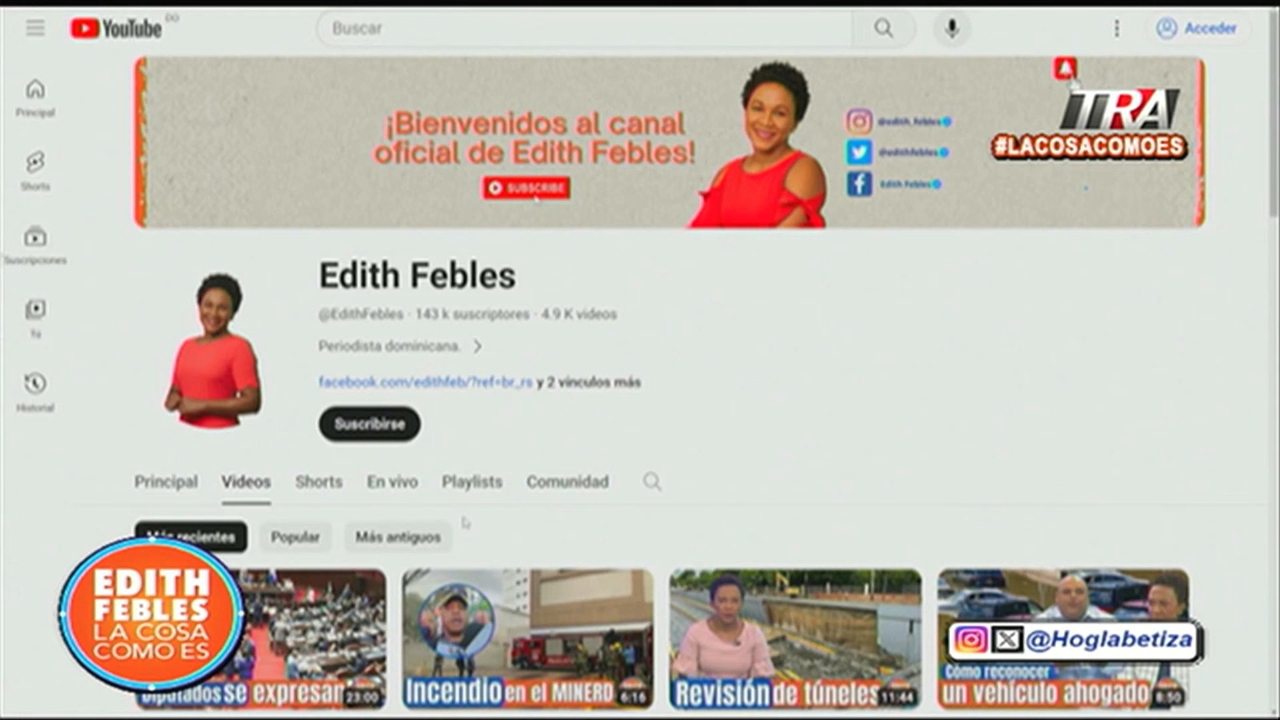 YouTube
DO
Buscar
Acceder
Principal
Shorts
Suscripciones
Tú
Historial
¡Bienvenidos al canal
oficial de Edith Febles!
SUBSCRIBE
@edith_febles
@edithfebles
Edith Febles
TRA
#LACOSACOMOES
Edith Febles
@EdithFebles · 143 k suscriptores · 4.9 K videos
Periodista dominicana.
facebook.com/edithfeb/?ref=br_rs y 2 vínculos más
Suscribirse
Principal Videos Shorts En vivo Playlists Comunidad
Más recientes Popular Más antiguos
EDITH
FEBLES
LA COSA
COMO ES
Diputados se expresan 23:00
Incendio en el MINERD 6:16
Revisión de túneles 11:44
Cómo reconocer
un vehículo ahogado 8:50
@Hoglabetiza